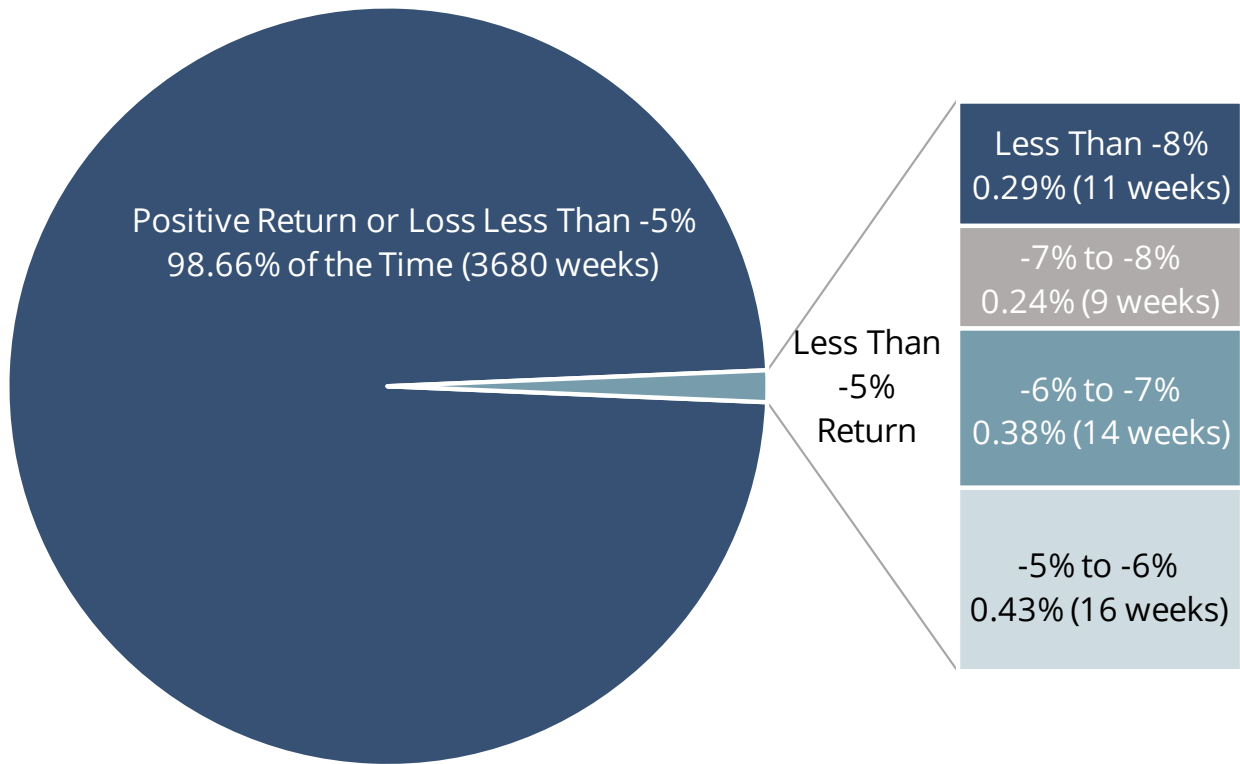 Positive Return or Loss Less Than -5%
98.66% of the Time (3680 weeks)
Less Than
-5%
Return
Less Than -8%
0.29% (11 weeks)
-7% to -8%
0.24% (9 weeks)
-6% to -7%
0.38% (14 weeks)
-5% to -6%
0.43% (16 weeks)